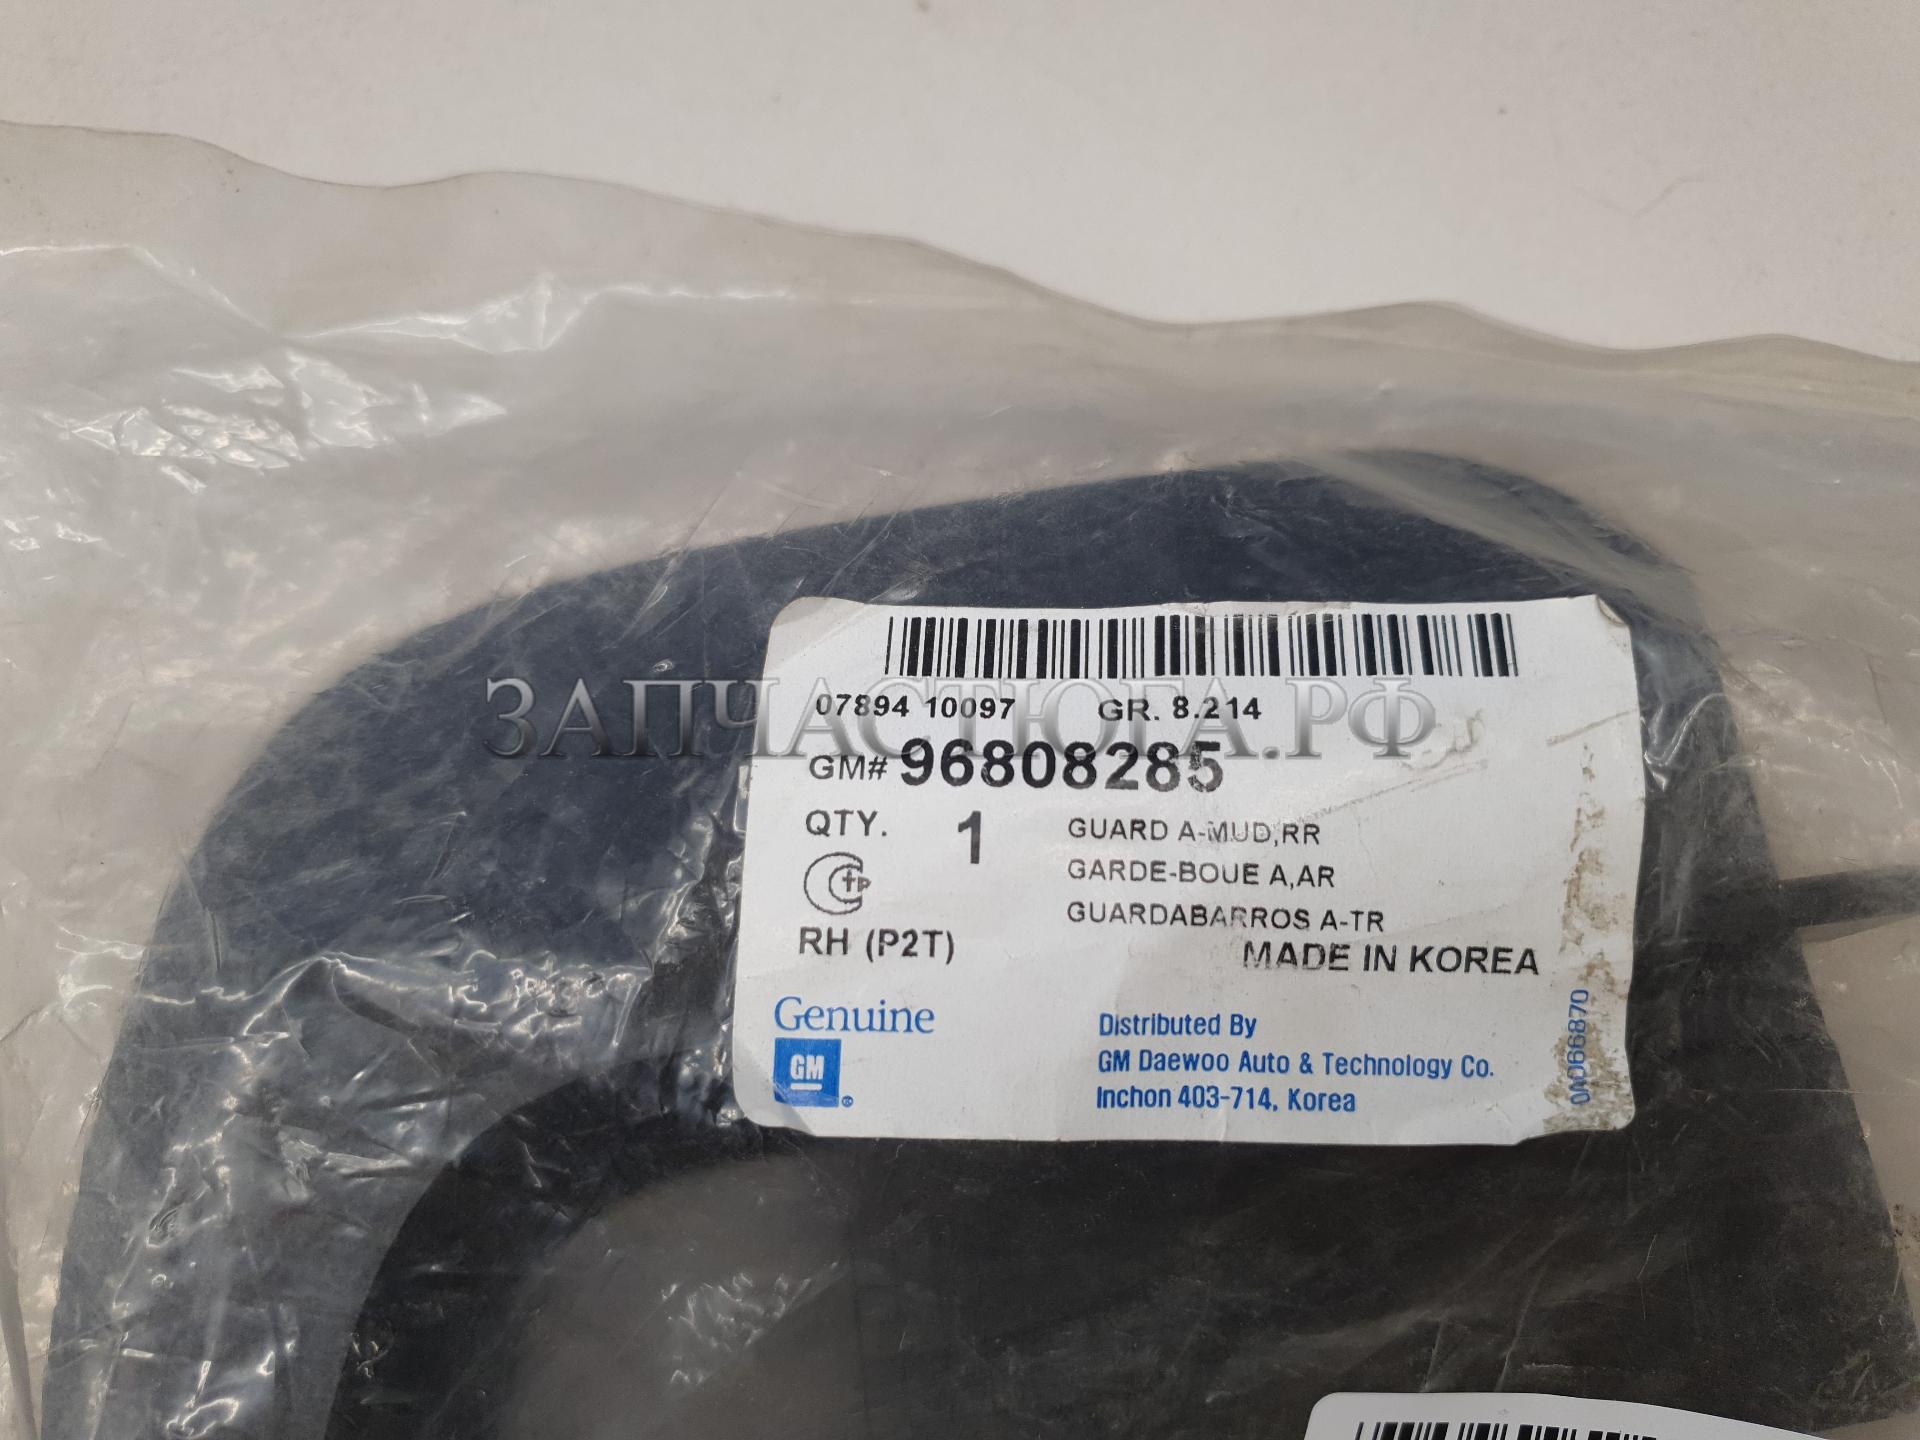 07894 10097 GR. 8.214
ЗАПЧАСТЮГА.РФ
GM# 96808285
QTY. 1 GUARD A-MUD,RR
GARDE-BOUE A,AR
GUARDABARROS A-TR
RH (P2T) MADE IN KOREA
Genuine
GM
Distributed By
GM Daewoo Auto & Technology Co.
Inchon 403-714, Korea